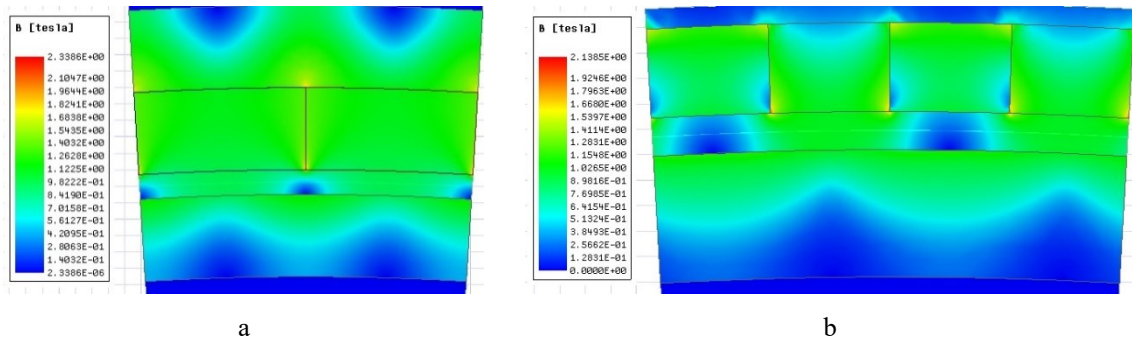 B [tesla]
2.3386E+00
2.1047E+00
1.9644E+00
1.8241E+00
1.6838E+00
1.5435E+00
1.4032E+00
1.2628E+00
1.1225E+00
9.8222E-01
8.4190E-01
7.0158E-01
5.6127E-01
4.2095E-01
2.8063E-01
1.4032E-01
2.3386E-06
a
B [tesla]
2.1385E+00
1.9246E+00
1.7963E+00
1.6680E+00
1.5397E+00
1.4114E+00
1.2831E+00
1.1548E+00
1.0265E+00
8.9816E-01
7.6985E-01
6.4154E-01
5.1324E-01
3.8493E-01
2.5662E-01
1.2831E-01
0.0000E+00
b